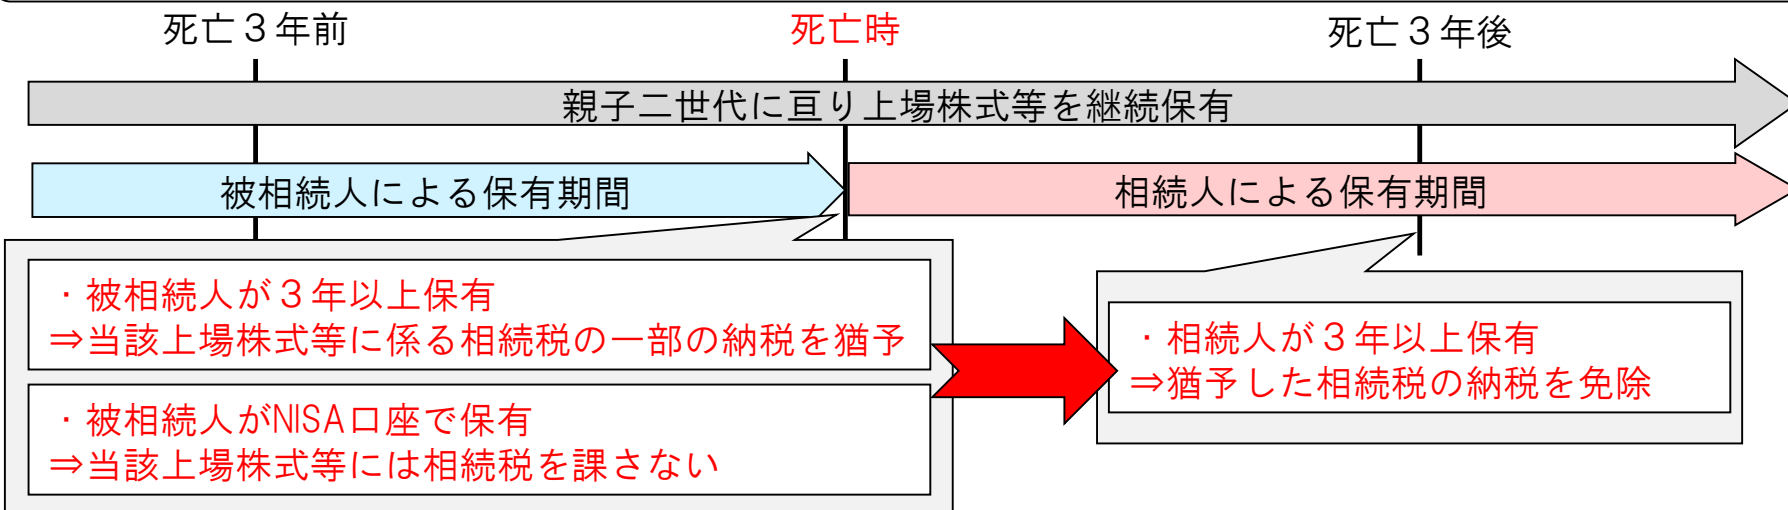 死亡３年前
死亡時
死亡３年後
親子二世代に亘り上場株式等を継続保有
被相続人による保有期間
相続人による保有期間
・被相続人が３年以上保有
⇒当該上場株式等に係る相続税の一部の納税を猶予
・被相続人がNISA口座で保有
⇒当該上場株式等には相続税を課さない
・相続人が３年以上保有
⇒猶予した相続税の納税を免除